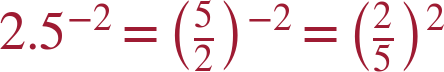 2.5⁻² = (5/2)⁻² = (2/5)²